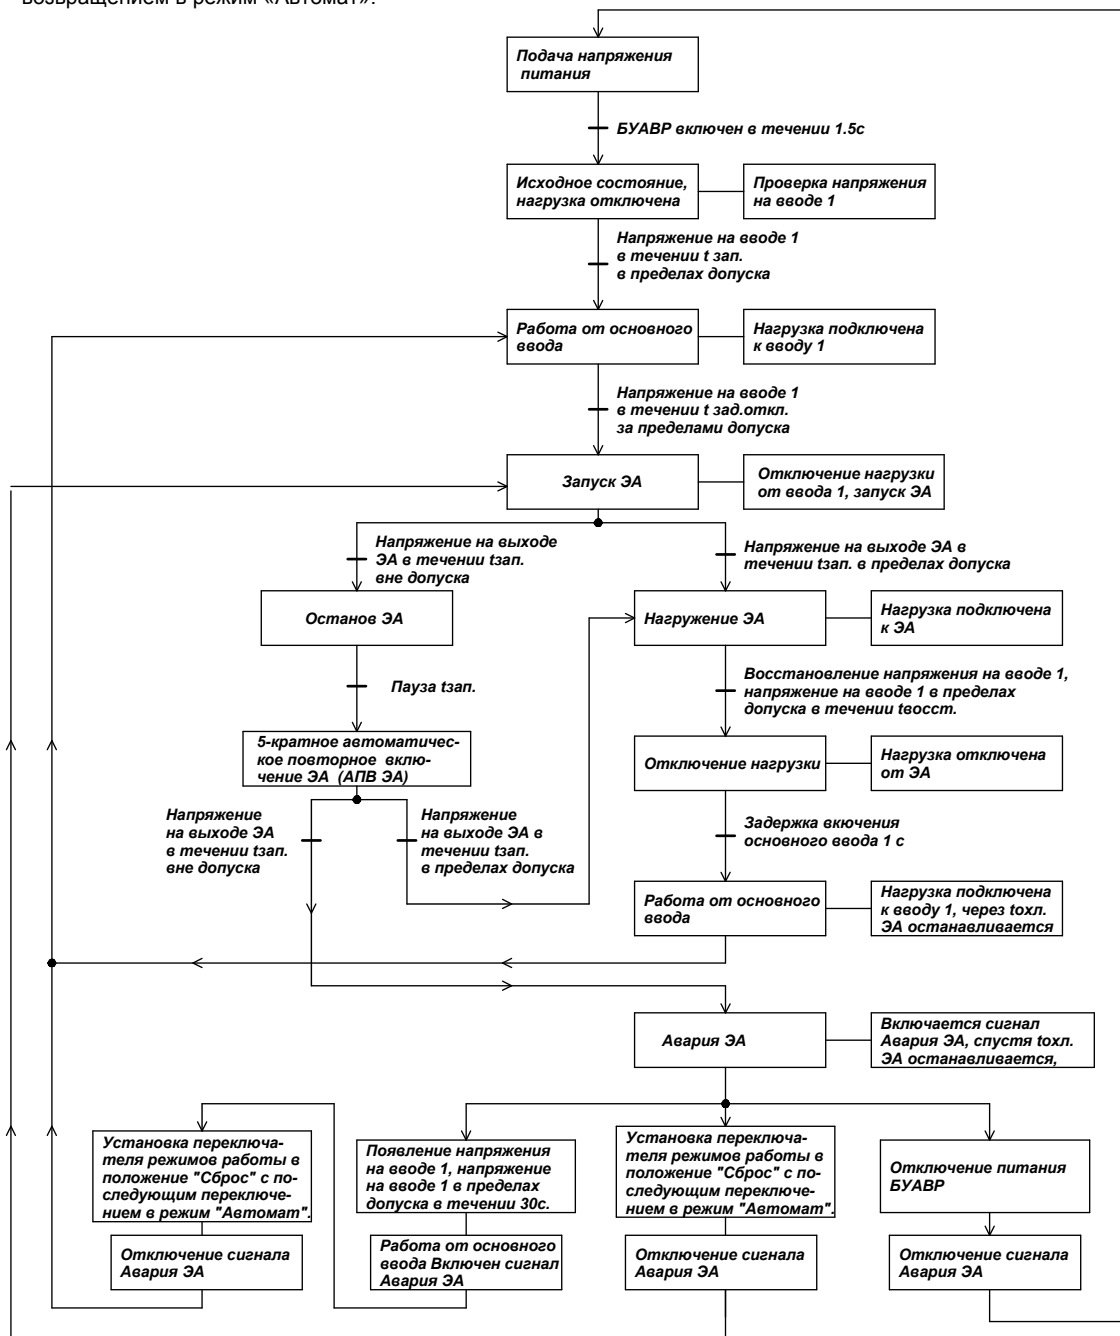 возвращением в режим «Автомат».
Подача напряжения
питания
БУАВР включен в течении 1.5с
Исходное состояние,
нагрузка отключена
Проверка напряжения
на вводе 1
Напряжение на вводе 1
в течении t зап.
в пределах допуска
Работа от основного
ввода
Нагрузка подключена
к вводу 1
Напряжение на вводе 1
в течении t зад.откл.
за пределами допуска
Запуск ЭА
Отключение нагрузки
от ввода 1, запуск ЭА
Напряжение на выходе
ЭА в течении tзап.
вне допуска
Напряжение на выходе ЭА в
течении tзап. в пределах допуска
Останов ЭА
Нагружение ЭА
Нагрузка подключена
к ЭА
Пауза tзап.
Восстановление напряжения на вводе 1,
напряжение на вводе 1 в пределах
допуска в течении tвосст.
5-кратное автоматичес-
кое повторное вклю-
чение ЭА (АПВ ЭА)
Отключение нагрузки
Нагрузка отключена
от ЭА
Напряжение
на выходе ЭА
в течении tзап.
вне допуска
Напряжение
на выходе ЭА в
течении tзап.
в пределах допуска
Задержка вкючения
основного ввода 1 с
Работа от основного
ввода
Нагрузка подключена
к вводу 1, через tохл.
ЭА останавливается
Авария ЭА
Включается сигнал
Авария ЭА, спустя tохл.
ЭА останавливается,
Установка переключа-
теля режимов работы в
положение "Сброс" с по-
следующим переключе-
нием в режим "Автомат".
Появление напряжения
на вводе 1, напряжение
на вводе 1 в пределах
допуска в течении 30с.
Установка переключа-
теля режимов работы в
положение "Сброс" с по-
следующим переключе-
нием в режим "Автомат".
Отключение питания
БУАВР
Отключение сигнала
Авария ЭА
Работа от основного
ввода Включен сигнал
Авария ЭА
Отключение сигнала
Авария ЭА
Отключение сигнала
Авария ЭА